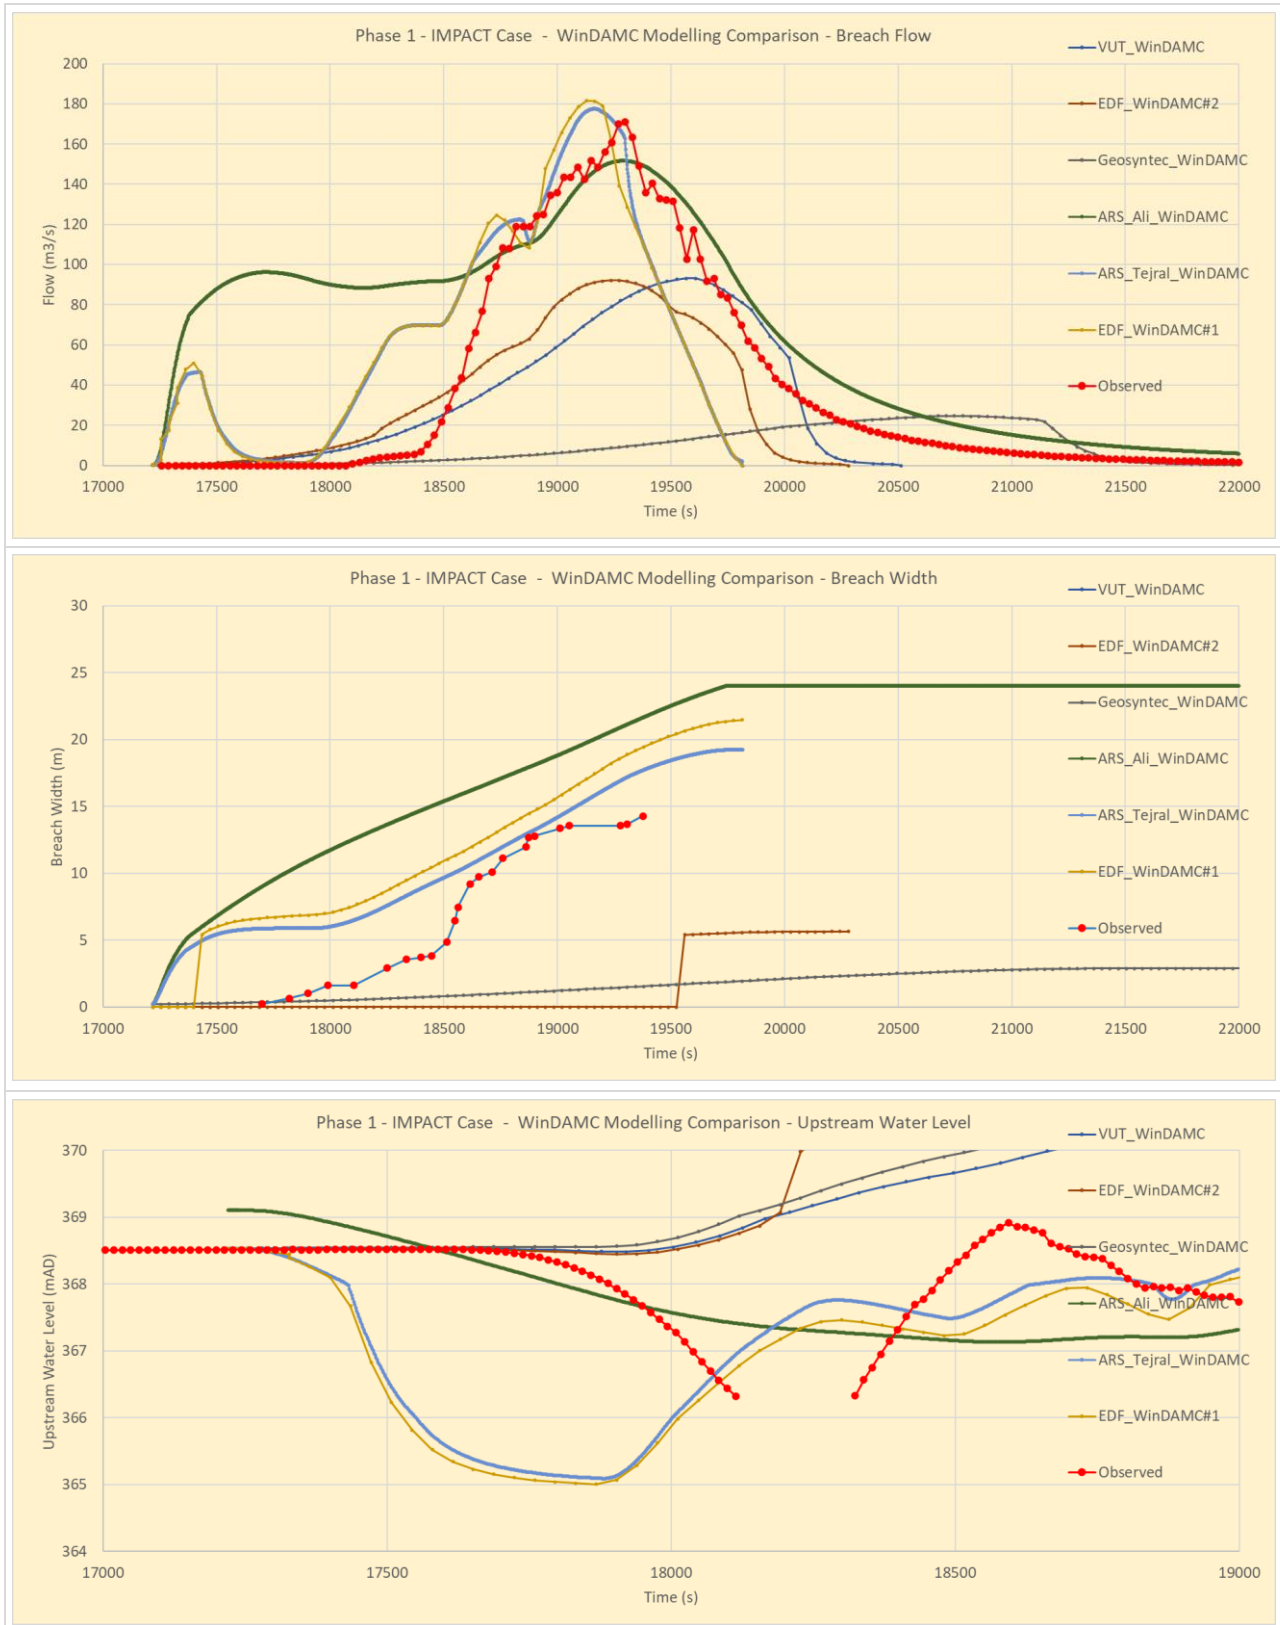 Phase 1 - IMPACT Case - WinDAMC Modelling Comparison - Breach Flow
VUT_WinDAMC
EDF_WinDAMC#2
Geosyntec_WinDAMC
ARS_Ali_WinDAMC
ARS_Tejral_WinDAMC
EDF_WinDAMC#1
Observed
Flow (m3/s)
200
180
160
140
120
100
80
60
40
20
0
17000 17500 18000 18500 19000 19500 20000 20500 21000 21500 22000
Time (s)
Phase 1 - IMPACT Case - WinDAMC Modelling Comparison - Breach Width
VUT_WinDAMC
EDF_WinDAMC#2
Geosyntec_WinDAMC
ARS_Ali_WinDAMC
ARS_Tejral_WinDAMC
EDF_WinDAMC#1
Observed
Breach Width (m)
30
25
20
15
10
5
0
17000 17500 18000 18500 19000 19500 20000 20500 21000 21500 22000
Time (s)
Phase 1 - IMPACT Case - WinDAMC Modelling Comparison - Upstream Water Level
VUT_WinDAMC
EDF_WinDAMC#2
Geosyntec_WinDAMC
ARS_Ali_WinDAMC
ARS_Tejral_WinDAMC
EDF_WinDAMC#1
Observed
Upstream Water Level (mAD)
370
369
368
367
366
365
364
17000 17500 18000 18500 19000
Time (s)